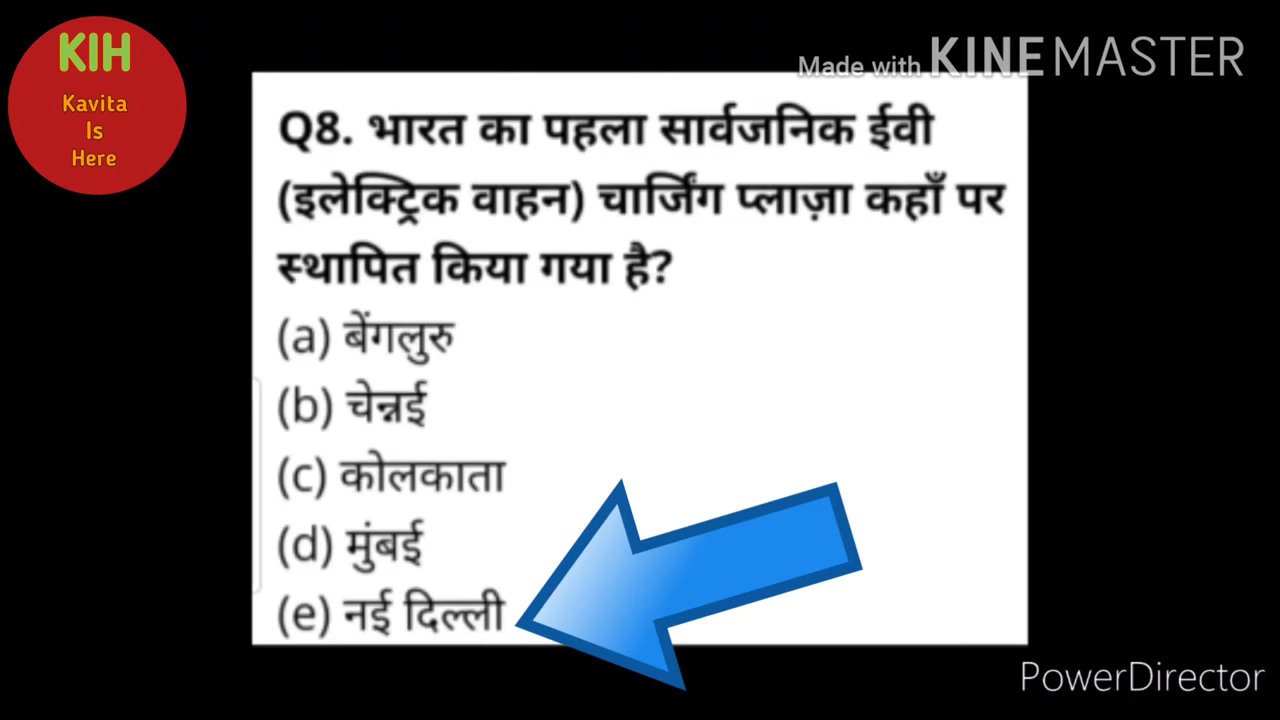 KIH
Kavita
Is
Here
Made with KINEMASTER
Q8. भारत का पहला सार्वजनिक ईवी
(इलेक्ट्रिक वाहन) चार्जिंग प्लाज़ा कहाँ पर
स्थापित किया गया है?
(a) बेंगलुरु
(b) चेन्नई
(c) कोलकाता
(d) मुंबई
(e) नई दिल्ली
PowerDirector